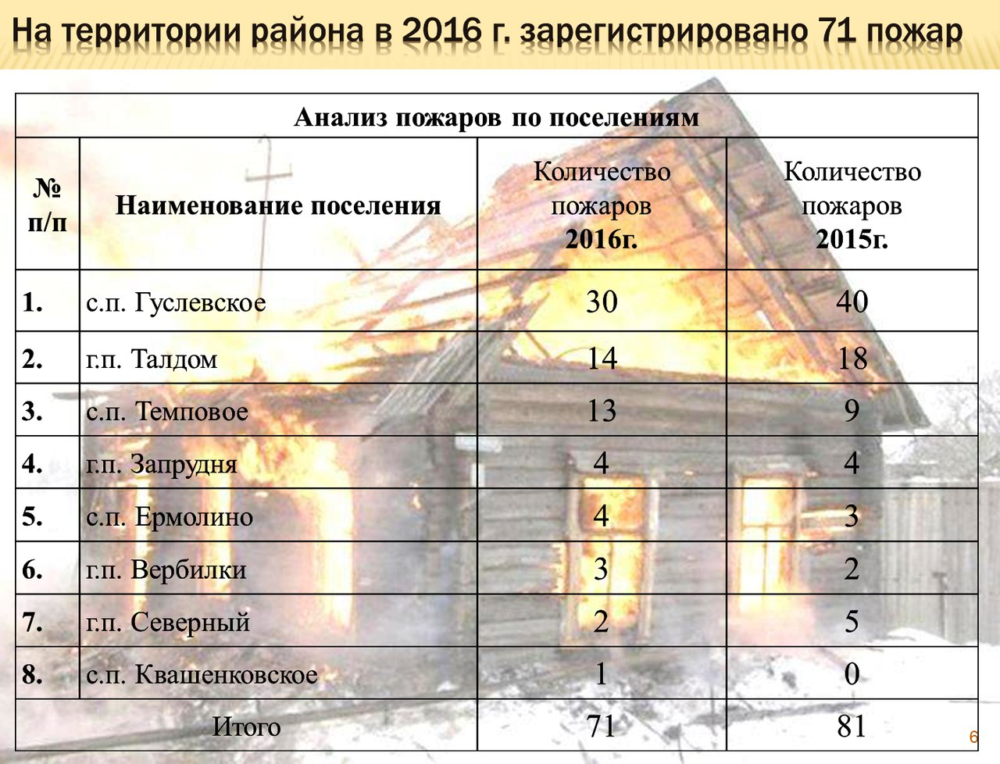 На территории района в 2016 г. зарегистрировано 71 пожар
Анализ пожаров по поселениям
№ п/п Наименование поселения Количество пожаров 2016г. Количество пожаров 2015г.
1. с.п. Гуслевское 30 40
2. г.п. Талдом 14 18
3. с.п. Темповое 13 9
4. г.п. Запрудня 4 4
5. с.п. Ермолино 4 3
6. г.п. Вербилки 3 2
7. г.п. Северный 2 5
8. с.п. Квашенковское 1 0
Итого 71 81
6